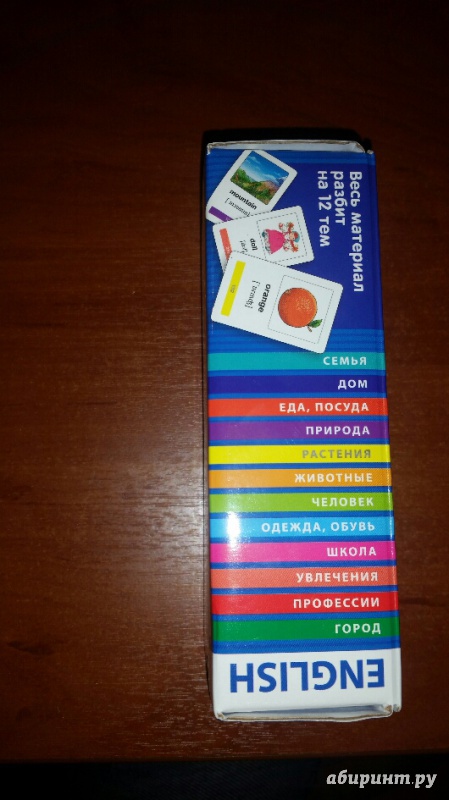 Весь материал
разбит
на 12 тем
mountain
doll
orange
СЕМЬЯ
ДОМ
ЕДА, ПОСУДА
ПРИРОДА
РАСТЕНИЯ
ЖИВОТНЫЕ
ЧЕЛОВЕК
ОДЕЖДА, ОБУВЬ
ШКОЛА
УВЛЕЧЕНИЯ
ПРОФЕССИИ
ГОРОД
ENGLISH
абиринт.ру